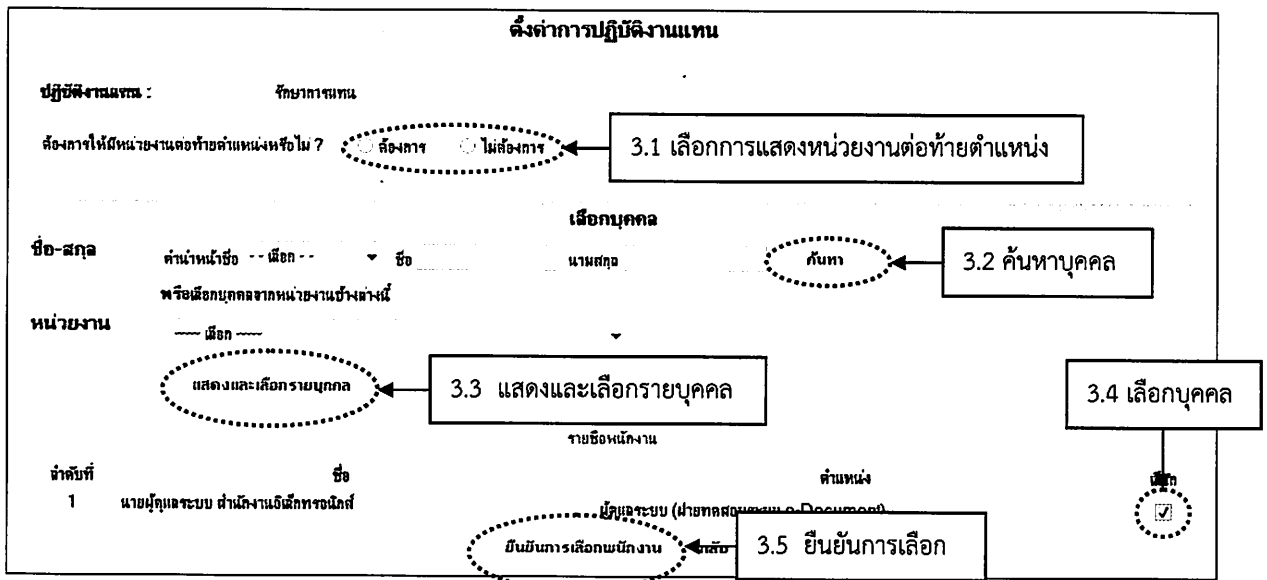 ตั้งค่าการปฏิบัติงานแทน
ปฏิบัติงานแทน : รักษาการแทน
ต้องการให้มีหน่วยงานต่อท้ายตำแหน่งหรือไม่ ? ต้องการ ไม่ต้องการ
3.1 เลือกการแสดงหน่วยงานต่อท้ายตำแหน่ง
เลือกบุคคล
ชื่อ-สกุล คำนำหน้าชื่อ - - เลือก - - ชื่อ นามสกุล ค้นหา
3.2 ค้นหาบุคคล
หรือเลือกบุคคลจากหน่วยงานข้างล่างนี้
หน่วยงาน ---- เลือก ----
แสดงและเลือกรายบุคคล
3.3 แสดงและเลือกรายบุคคล
3.4 เลือกบุคคล
รายชื่อพนักงาน
ลำดับที่ ชื่อ ตำแหน่ง
1 นายผู้ดูแลระบบ สำนักงานอิเล็กทรอนิกส์ ผู้ดูแลระบบ (ฝ่ายทดสอบระบบ e-Document)
ยืนยันการเลือกพนักงาน
3.5 ยืนยันการเลือก